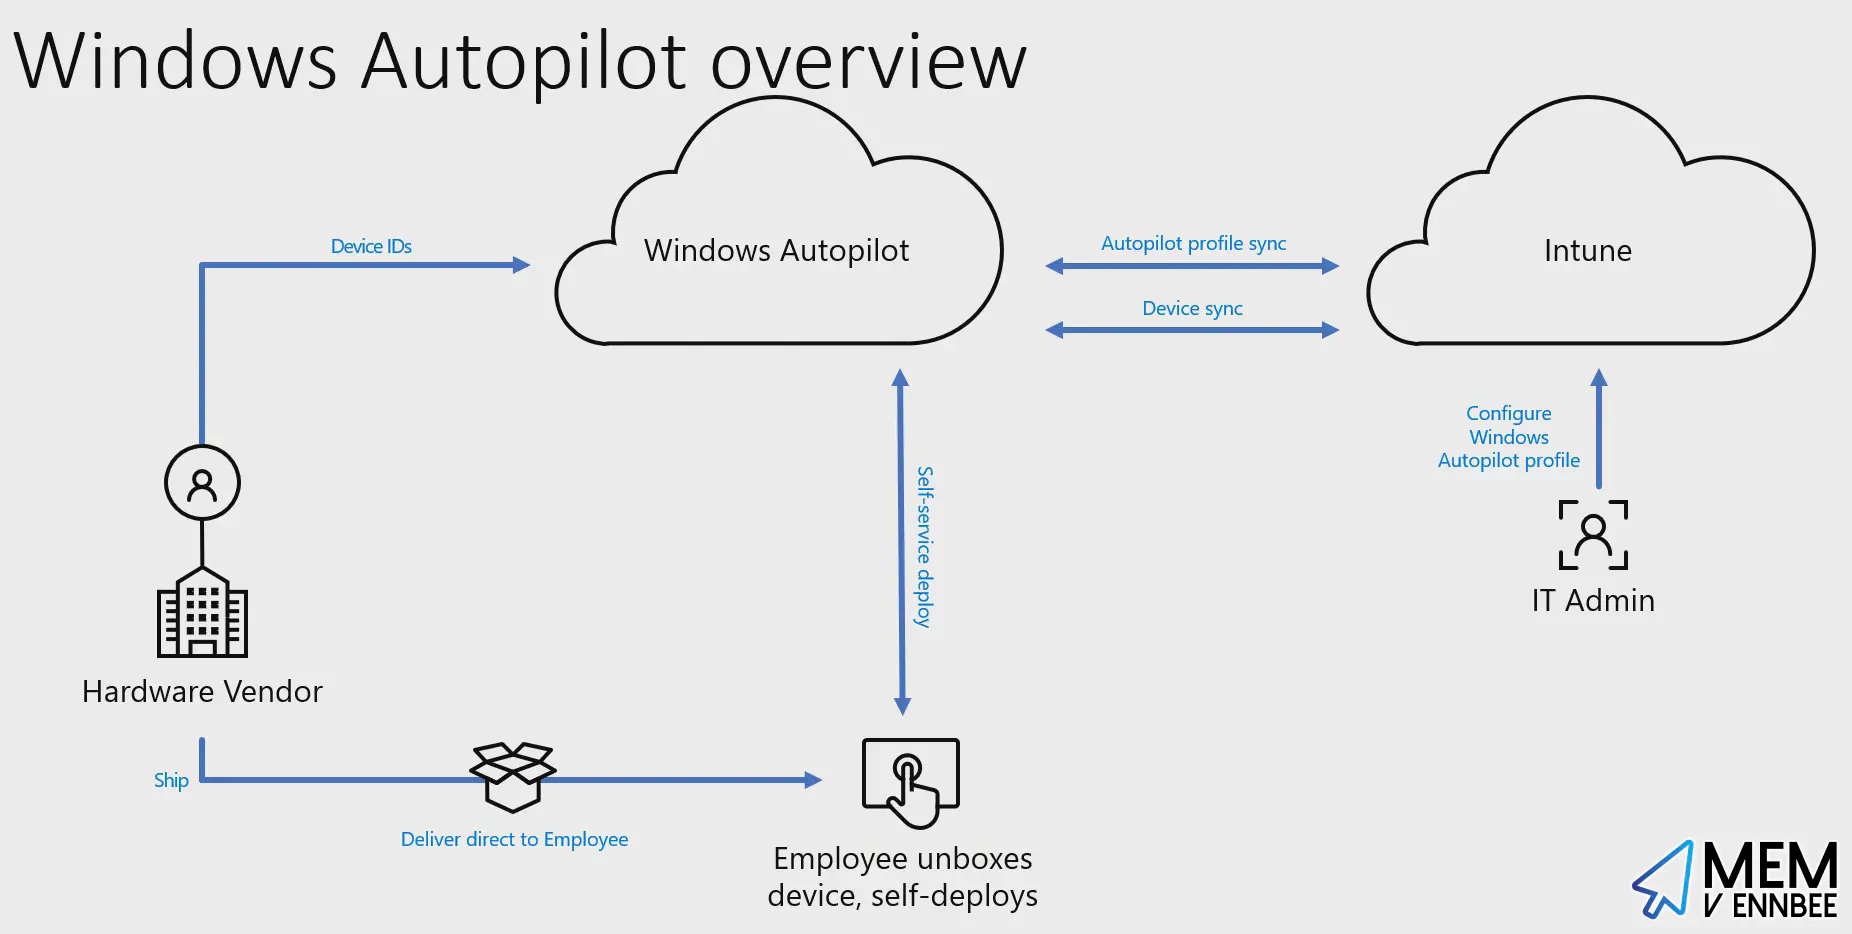 Windows Autopilot overview
Device IDs
Windows Autopilot
Autopilot profile sync
Device sync
Intune
Configure
Windows
Autopilot profile
Self-service deploy
IT Admin
Hardware Vendor
Ship
Deliver direct to Employee
Employee unboxes
device, self-deploys
MEM
V ENNBEE